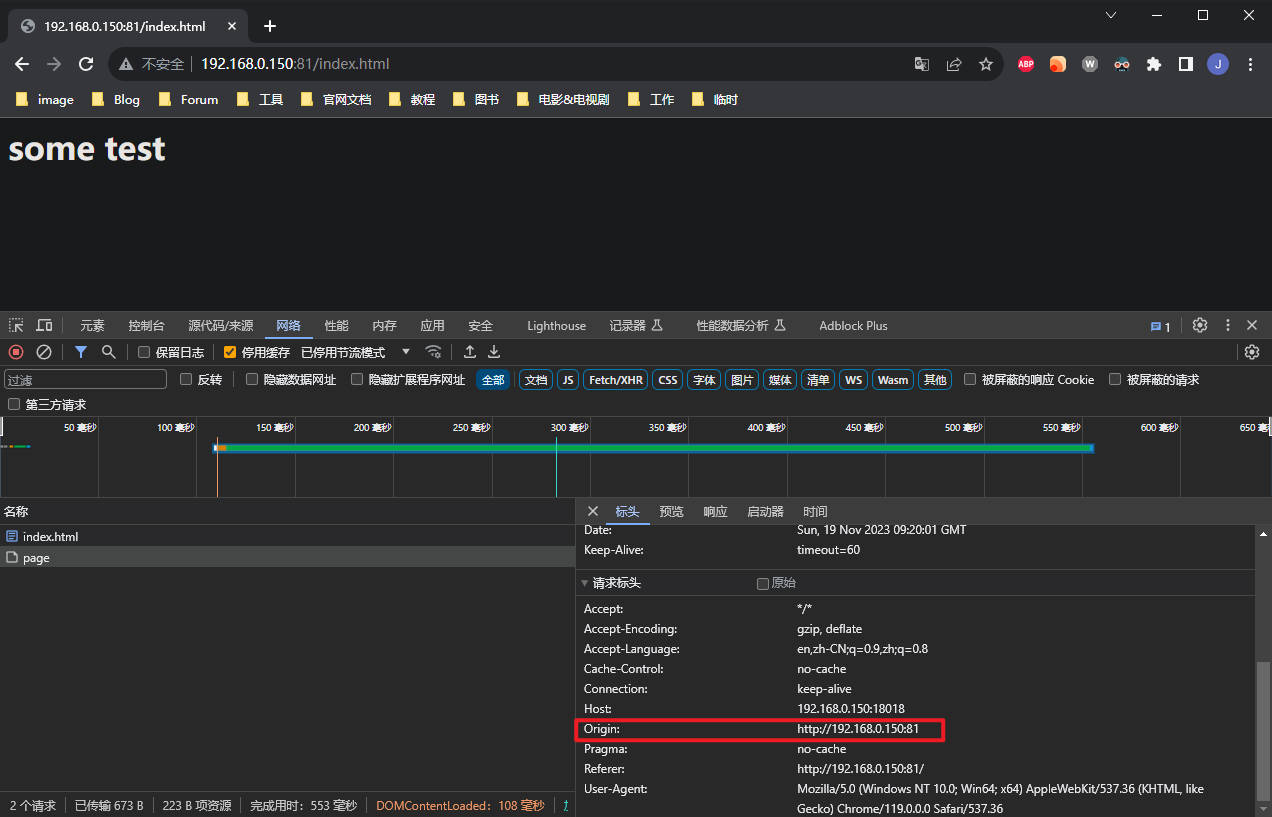 192.168.0.150:81/index.html
不安全 192.168.0.150:81/index.html ABP W J
image Blog Forum 工具 官网文档 教程 图书 电影&电视剧 工作 临时
some test
元素 控制台 源代码/来源 网络 性能 内存 应用 安全 Lighthouse 记录器 性能数据分析 Adblock Plus 1
保留日志 停用缓存 已停用节流模式
过滤 反转 隐藏数据网址 隐藏扩展程序网址 全部 文档 JS Fetch/XHR CSS 字体 图片 媒体 清单 WS Wasm 其他 被屏蔽的响应 Cookie 被屏蔽的请求
第三方请求
50 毫秒 100 毫秒 150 毫秒 200 毫秒 250 毫秒 300 毫秒 350 毫秒 400 毫秒 450 毫秒 500 毫秒 550 毫秒 600 毫秒 650 毫
名称 标头 预览 响应 启动器 时间
index.html
page
Date: Sun, 19 Nov 2023 09:20:01 GMT
Keep-Alive: timeout=60
请求标头 原始
Accept: */*
Accept-Encoding: gzip, deflate
Accept-Language: en,zh-CN;q=0.9,zh;q=0.8
Cache-Control: no-cache
Connection: keep-alive
Host: 192.168.0.150:18018
Origin: http://192.168.0.150:81
Pragma: no-cache
Referer: http://192.168.0.150:81/
User-Agent: Mozilla/5.0 (Windows NT 10.0; Win64; x64) AppleWebKit/537.36 (KHTML, like
Gecko) Chrome/119.0.0.0 Safari/537.36
2 个请求 已传输 673 B 223 B 项资源 完成用时：553 毫秒 DOMContentLoaded：108 毫秒